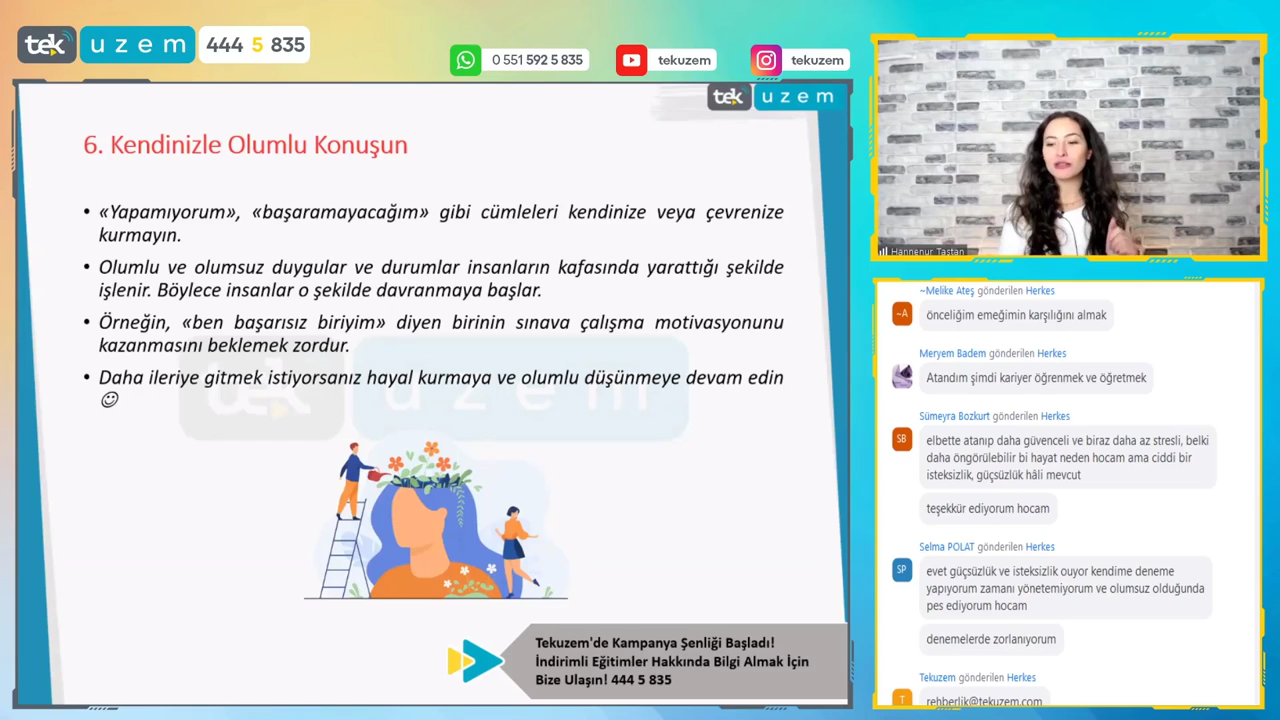 tek uzem 444 5 835
0 551 592 5 835
tekuzem
tekuzem
tek uzem
6. Kendinizle Olumlu Konuşun
• «Yapamıyorum», «başaramayacağım» gibi cümleleri kendinize veya çevrenize
kurmayın.
• Olumlu ve olumsuz duygular ve durumlar insanların kafasında yarattığı şekilde
işlenir. Böylece insanlar o şekilde davranmaya başlar.
• Örneğin, «ben başarısız biriyim» diyen birinin sınava çalışma motivasyonunu
kazanmasını beklemek zordur.
• Daha ileriye gitmek istiyorsanız hayal kurmaya ve olumlu düşünmeye devam edin
☺
tek uzem
Tekuzem'de Kampanya Şenliği Başladı!
İndirimli Eğitimler Hakkında Bilgi Almak İçin
Bize Ulaşın! 444 5 835
Hannenur Taştan
~Melike Ateş gönderilen Herkes
~A
önceliğim emeğimin karşılığını almak
Meryem Badem gönderilen Herkes
Atandım şimdi kariyer öğrenmek ve öğretmek
Sümeyra Bozkurt gönderilen Herkes
SB
elbette atanıp daha güvenceli ve biraz daha az stresli, belki
daha öngörülebilir bi hayat neden hocam ama ciddi bir
isteksizlik, güçsüzlük hâli mevcut
teşekkür ediyorum hocam
Selma POLAT gönderilen Herkes
SP
evet güçsüzlük ve isteksizlik ouyor kendime deneme
yapıyorum zamanı yönetemiyorum ve olumsuz olduğunda
pes ediyorum hocam
denemelerde zorlanıyorum
Tekuzem gönderilen Herkes
T
rehberlik@tekuzem.com